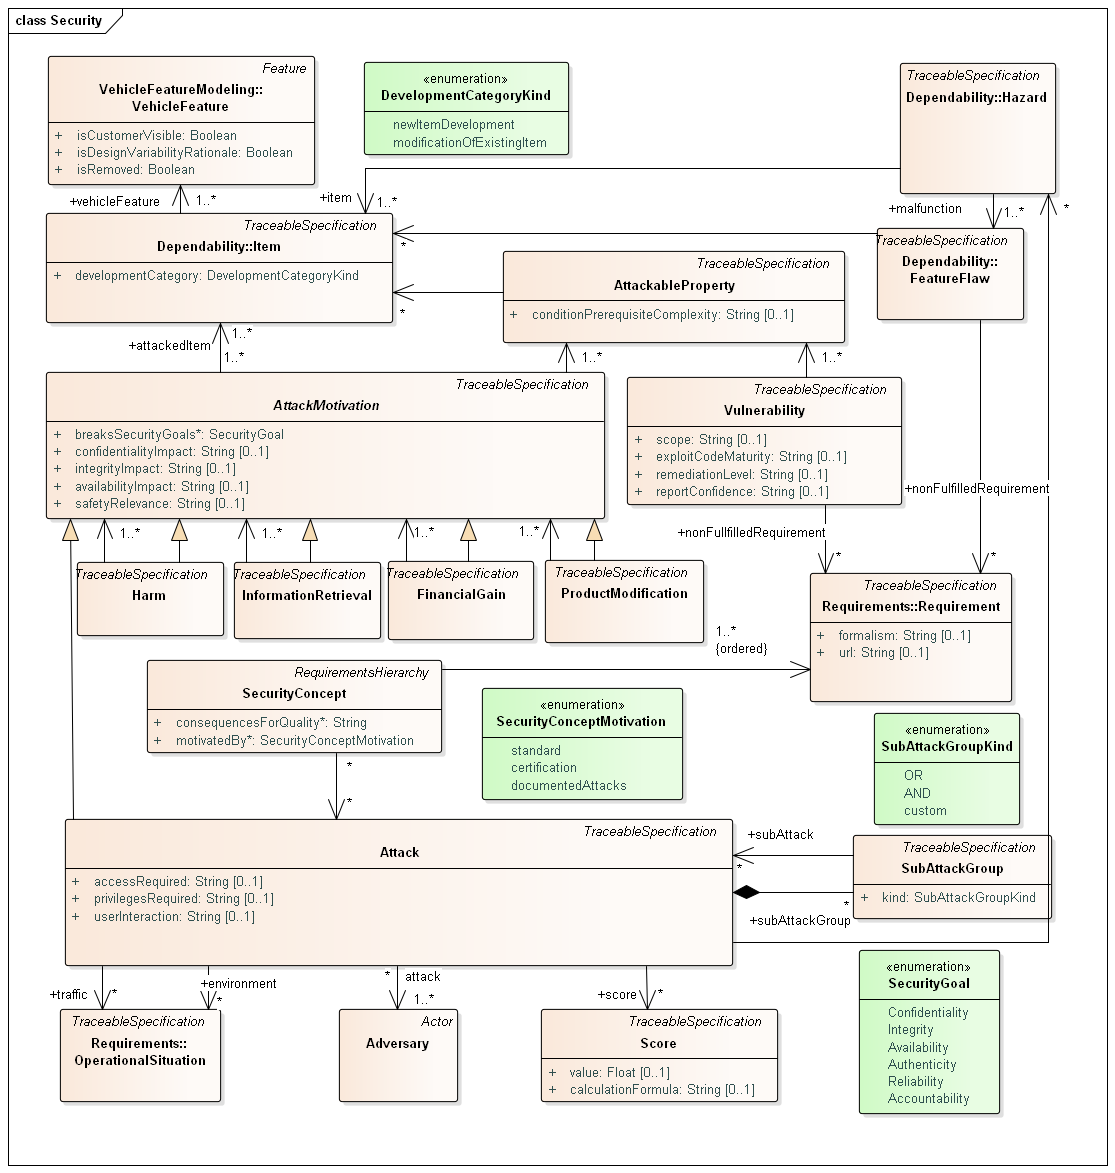 class Security
Feature
VehicleFeatureModeling::
VehicleFeature
+ isCustomerVisible: Boolean
+ isDesignVariabilityRationale: Boolean
+ isRemoved: Boolean
«enumeration»
DevelopmentCategoryKind
newItemDevelopment
modificationOfExistingItem
TraceableSpecification
Dependability::Hazard
+vehicleFeature
1..*
+item
1..*
+malfunction
1..*
*
TraceableSpecification
Dependability::Item
+ developmentCategory: DevelopmentCategoryKind
*
*
TraceableSpecification
AttackableProperty
+ conditionPrerequisiteComplexity: String [0..1]
TraceableSpecification
Dependability::
FeatureFlaw
+attackedItem
1..*
1..*
1..*
1..*
TraceableSpecification
AttackMotivation
+ breaksSecurityGoals*: SecurityGoal
+ confidentialityImpact: String [0..1]
+ integrityImpact: String [0..1]
+ availabilityImpact: String [0..1]
+ safetyRelevance: String [0..1]
TraceableSpecification
Vulnerability
+ scope: String [0..1]
+ exploitCodeMaturity: String [0..1]
+ remediationLevel: String [0..1]
+ reportConfidence: String [0..1]
+nonFulfilledRequirement
*
+nonFullfilledRequirement
*
1..*
1..*
1..*
1..*
TraceableSpecification
Harm
TraceableSpecification
InformationRetrieval
TraceableSpecification
FinancialGain
TraceableSpecification
ProductModification
TraceableSpecification
Requirements::Requirement
+ formalism: String [0..1]
+ url: String [0..1]
1..*
{ordered}
RequirementsHierarchy
SecurityConcept
+ consequencesForQuality*: String
+ motivatedBy*: SecurityConceptMotivation
«enumeration»
SecurityConceptMotivation
standard
certification
documentedAttacks
«enumeration»
SubAttackGroupKind
OR
AND
custom
*
*
TraceableSpecification
Attack
+ accessRequired: String [0..1]
+ privilegesRequired: String [0..1]
+ userInteraction: String [0..1]
+subAttack
*
*
+subAttackGroup
TraceableSpecification
SubAttackGroup
+ kind: SubAttackGroupKind
+traffic
*
+environment
*
* attack
1..*
+score
*
TraceableSpecification
Requirements::
OperationalSituation
Actor
Adversary
TraceableSpecification
Score
+ value: Float [0..1]
+ calculationFormula: String [0..1]
«enumeration»
SecurityGoal
Confidentiality
Integrity
Availability
Authenticity
Reliability
Accountability